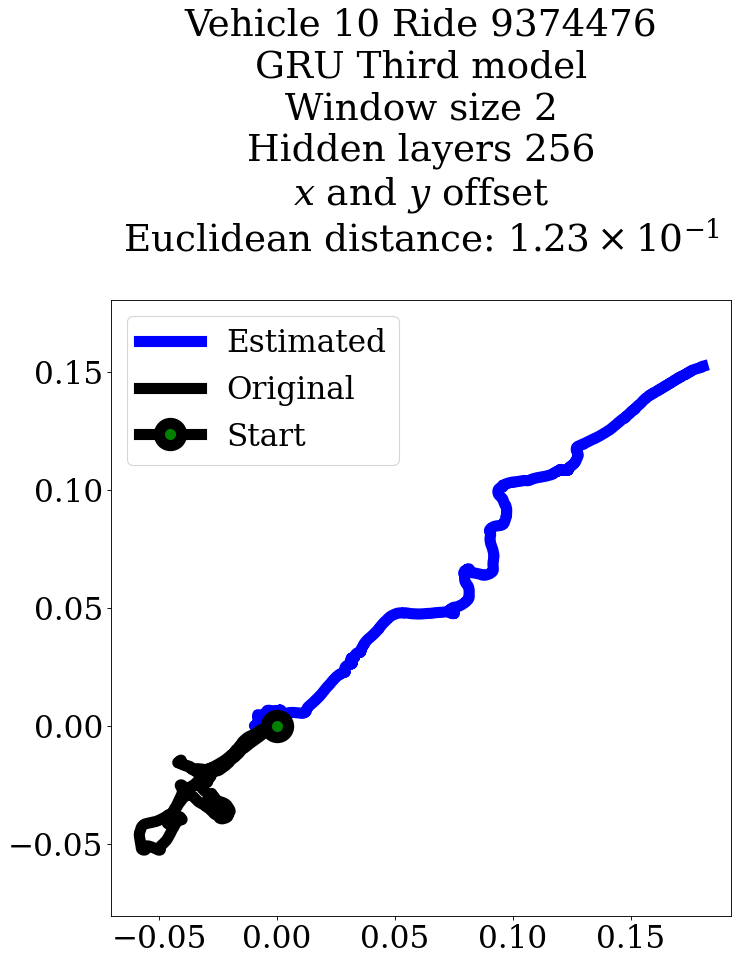 Vehicle 10 Ride 9374476
GRU Third model
Window size 2
Hidden layers 256
x and y offset
Euclidean distance: 1.23 × 10⁻¹
Estimated
Original
Start
0.15
0.10
0.05
0.00
−0.05
−0.05 0.00 0.05 0.10 0.15